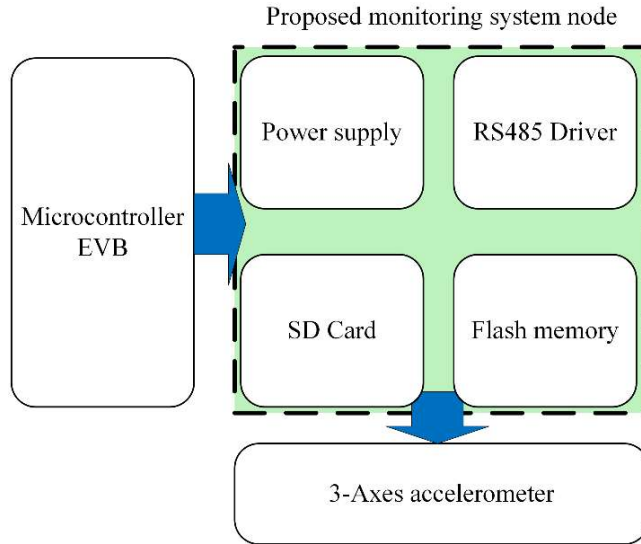 Proposed monitoring system node
Power supply
RS485 Driver
Microcontroller
EVB
SD Card
Flash memory
3-Axes accelerometer